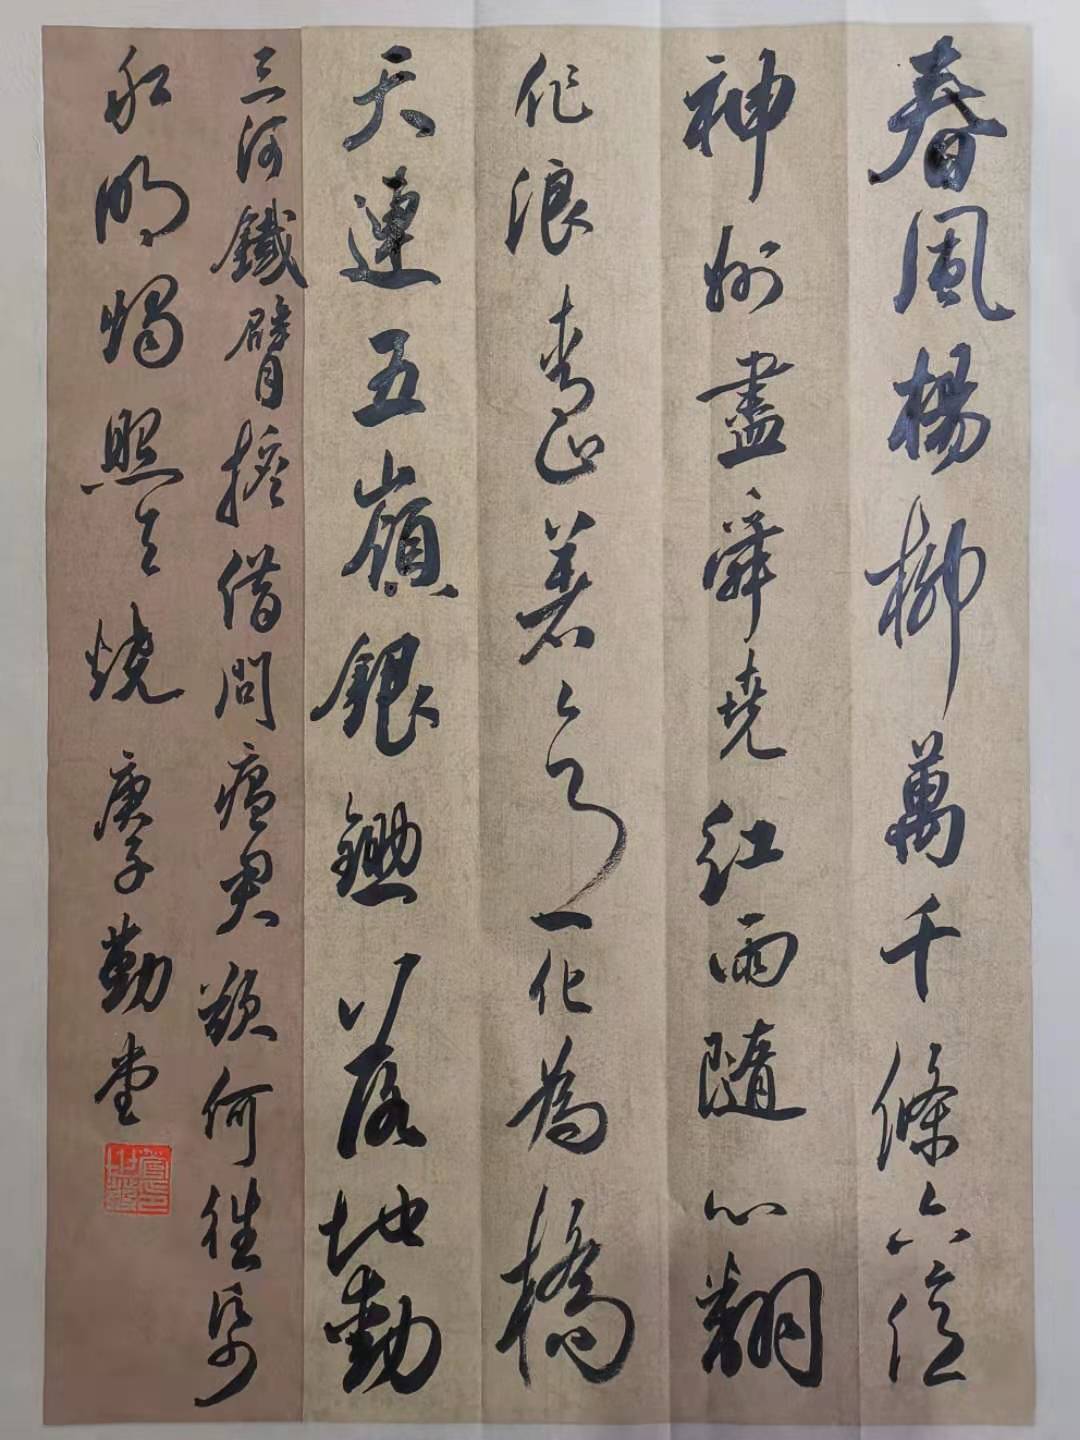 春風楊柳萬千條六億
神州盡舜堯紅雨隨心翻
作浪青山著意化為橋
天連五嶺銀鋤落地動
三河鐵臂搖借問瘟君欲何往紙
船明燭照天燒庚子勤堂